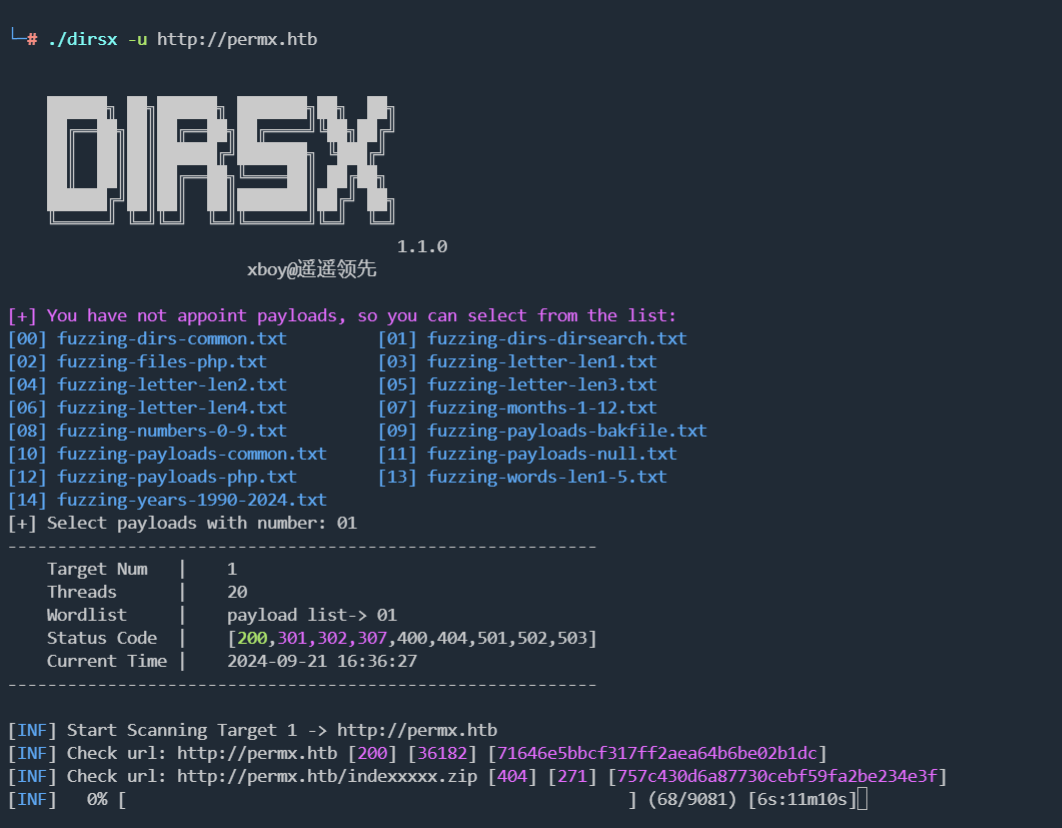 └─# ./dirsx -u http://permx.htb
DIRSX
1.1.0
xboy@遥遥领先
[+] You have not appoint payloads, so you can select from the list:
[00] fuzzing-dirs-common.txt [01] fuzzing-dirs-dirsearch.txt
[02] fuzzing-files-php.txt [03] fuzzing-letter-len1.txt
[04] fuzzing-letter-len2.txt [05] fuzzing-letter-len3.txt
[06] fuzzing-letter-len4.txt [07] fuzzing-months-1-12.txt
[08] fuzzing-numbers-0-9.txt [09] fuzzing-payloads-bakfile.txt
[10] fuzzing-payloads-common.txt [11] fuzzing-payloads-null.txt
[12] fuzzing-payloads-php.txt [13] fuzzing-words-len1-5.txt
[14] fuzzing-years-1990-2024.txt
[+] Select payloads with number: 01
-----------------------------------------------------------
Target Num | 1
Threads | 20
Wordlist | payload list-> 01
Status Code | [200,301,302,307,400,404,501,502,503]
Current Time | 2024-09-21 16:36:27
-----------------------------------------------------------
[INF] Start Scanning Target 1 -> http://permx.htb
[INF] Check url: http://permx.htb [200] [36182] [71646e5bbcf317ff2aea64b6be02b1dc]
[INF] Check url: http://permx.htb/indexxxxx.zip [404] [271] [757c430d6a87730cebf59fa2be234e3f]
[INF] 0% [ ] (68/9081) [6s:11m10s]